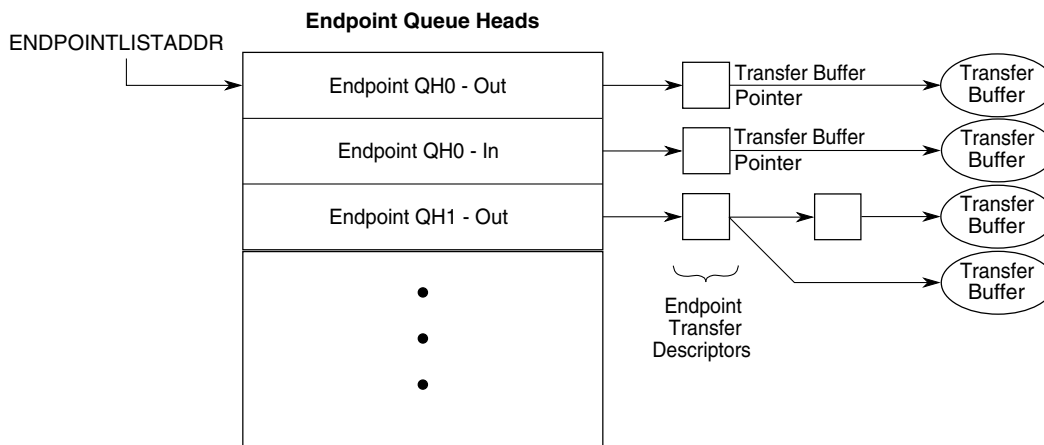 Endpoint Queue Heads
ENDPOINTLISTADDR
Endpoint QH0 - Out
Transfer Buffer
Pointer
Transfer
Buffer
Endpoint QH0 - In
Transfer Buffer
Pointer
Transfer
Buffer
Endpoint QH1 - Out
Transfer
Buffer
Transfer
Buffer
Endpoint
Transfer
Descriptors